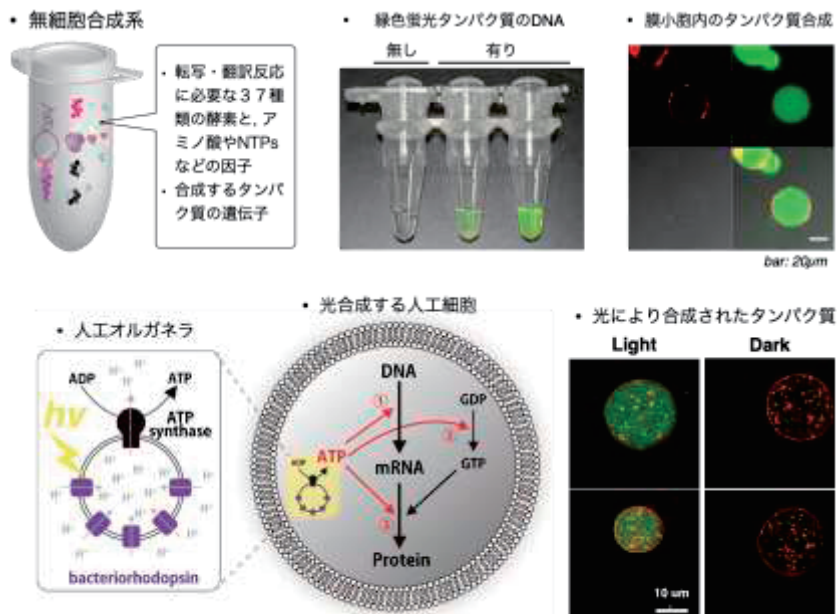 • 無細胞合成系
• 転写・翻訳反応
に必要な３７種
類の酵素と, ア
ミノ酸やNTPs
などの因子
• 合成するタンパ
ク質の遺伝子
• 緑色蛍光タンパク質のDNA
無し 有り
• 膜小胞内のタンパク質合成
bar: 20μm
• 人工オルガネラ
ADP ATP
ATP
synthase
hv
H⁺
bacteriorhodopsin
• 光合成する人工細胞
DNA
①
GDP
②
ATP
ADP
mRNA
GTP
③
Protein
• 光により合成されたタンパク質
Light Dark
10 um